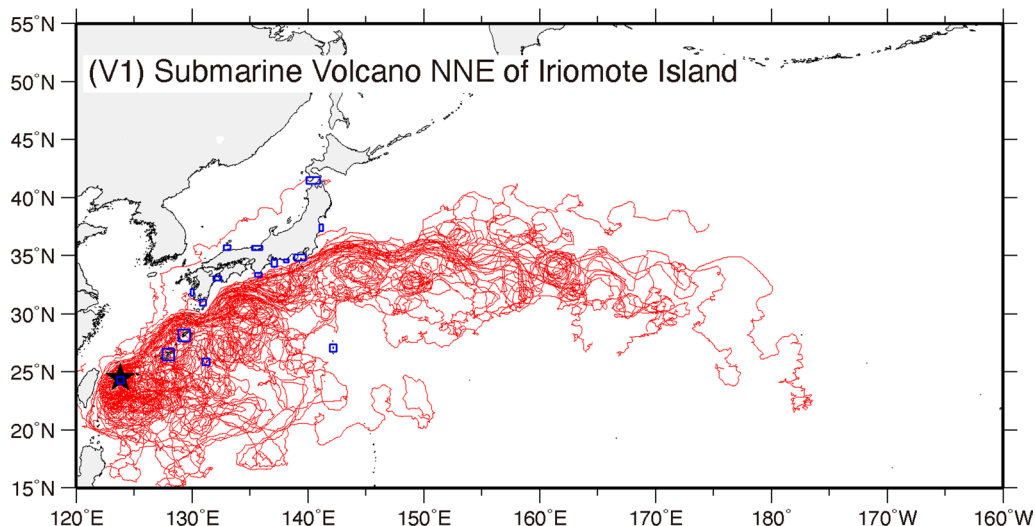 55°N
(V1) Submarine Volcano NNE of Iriomote Island
50°N
45°N
40°N
35°N
30°N
25°N
20°N
15°N
120°E 130°E 140°E 150°E 160°E 170°E 180° 170°W 160°W